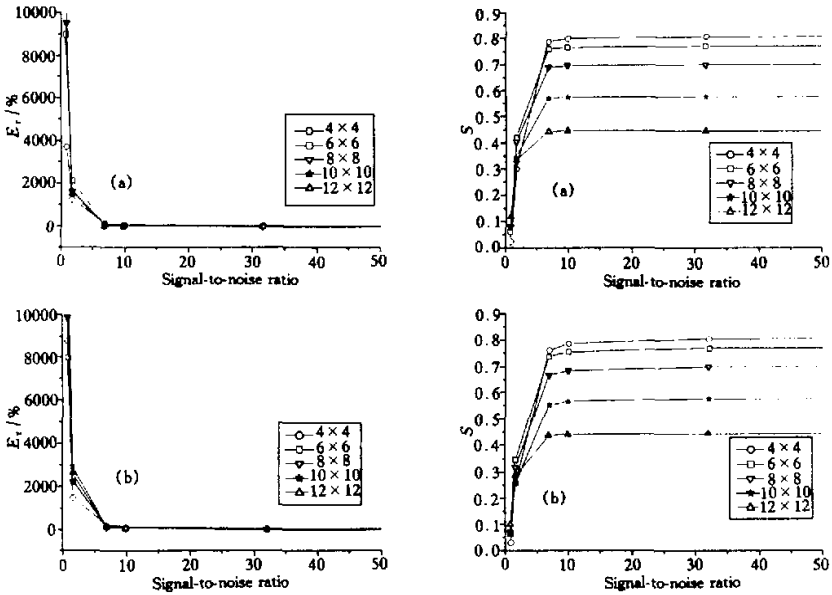 10000
8000
6000
4000
2000
0
E_r / %
(a)
4 × 4
6 × 6
8 × 8
10 × 10
12 × 12
0 10 20 30 40 50
Signal-to-noise ratio
0.9
0.8
0.7
0.6
0.5
0.4
0.3
0.2
0.1
0.0
S
(a)
4 × 4
6 × 6
8 × 8
10 × 10
12 × 12
0 10 20 30 40 50
Signal-to-noise ratio
10000
8000
6000
4000
2000
0
E_r / %
(b)
4 × 4
6 × 6
8 × 8
10 × 10
12 × 12
0 10 20 30 40 50
Signal-to-noise ratio
0.9
0.8
0.7
0.6
0.5
0.4
0.3
0.2
0.1
0.0
S
(b)
4 × 4
6 × 6
8 × 8
10 × 10
12 × 12
0 10 20 30 40 50
Signal-to-noise ratio